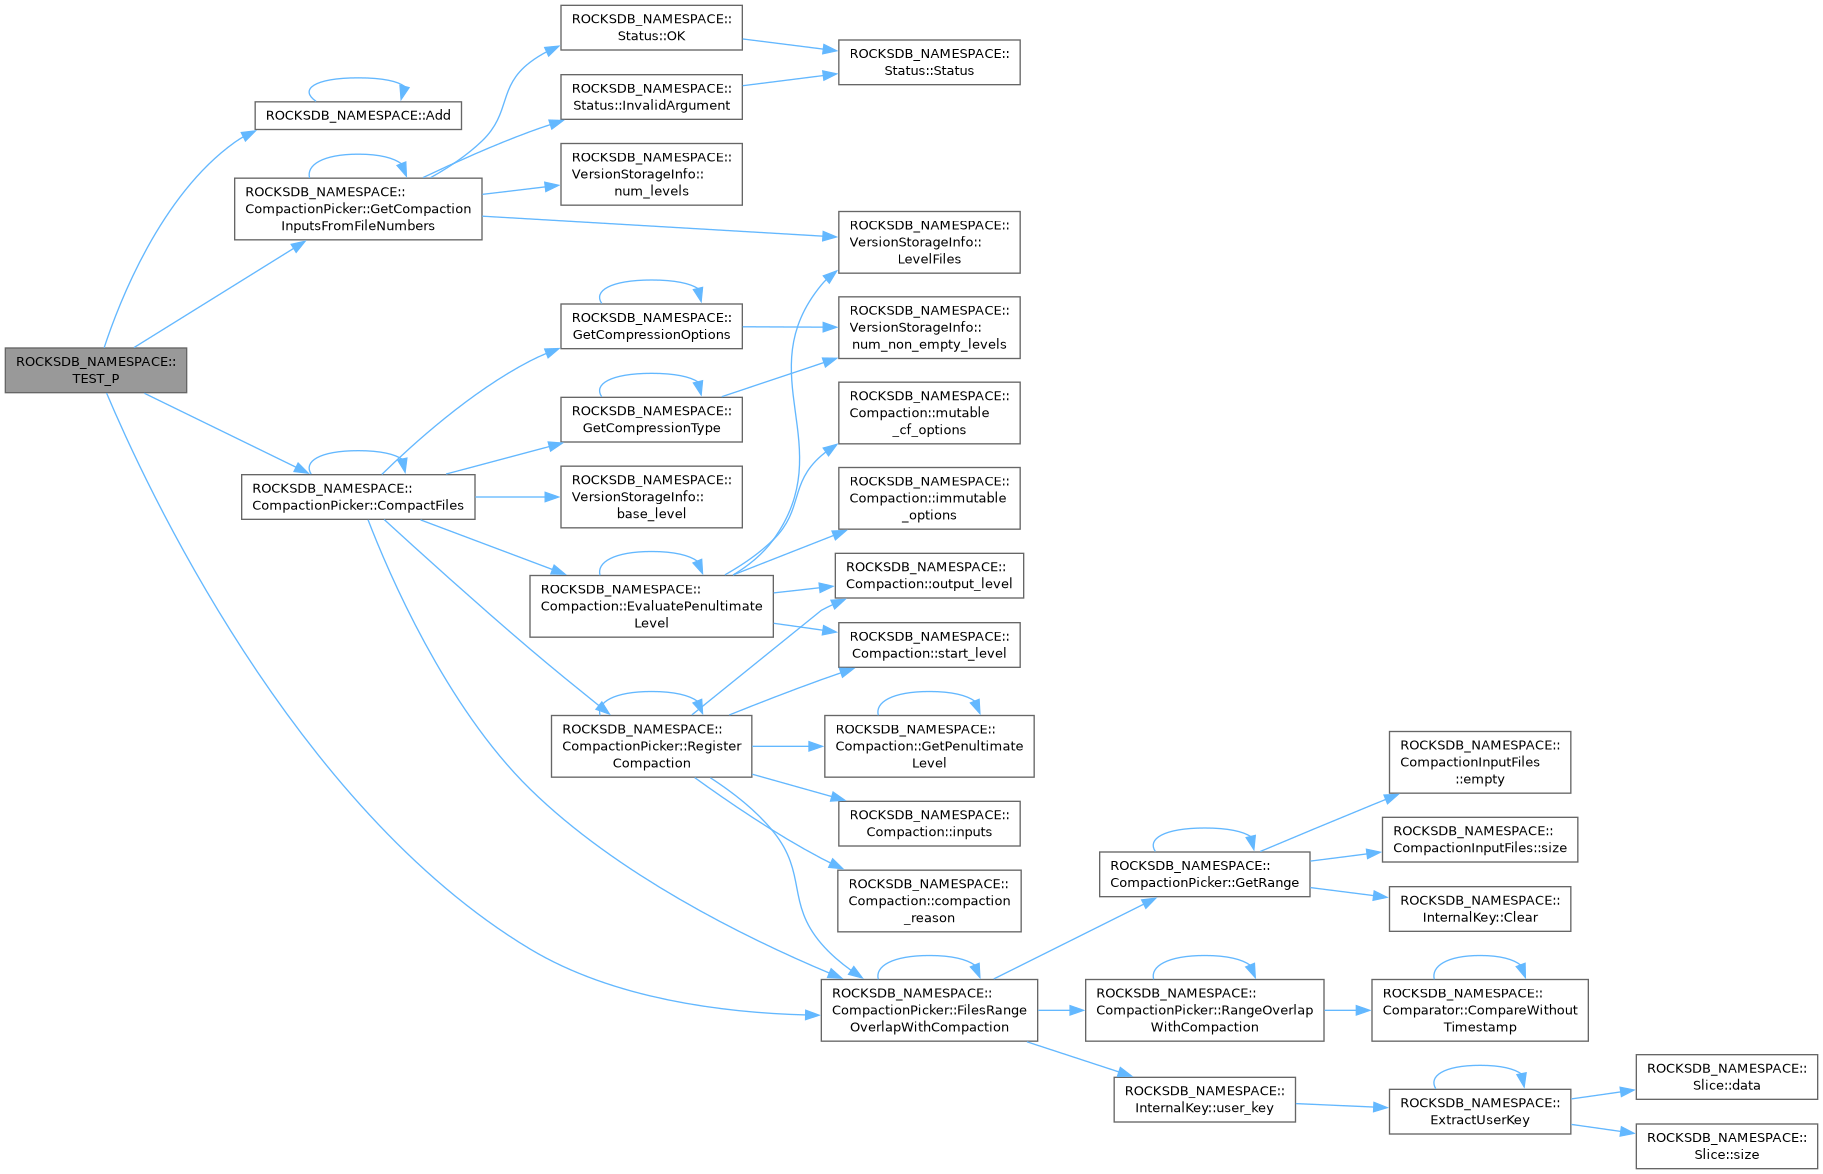 ROCKSDB_NAMESPACE::
TEST_P
ROCKSDB_NAMESPACE::Add
ROCKSDB_NAMESPACE::
CompactionPicker::GetCompaction
InputsFromFileNumbers
ROCKSDB_NAMESPACE::
CompactionPicker::CompactFiles
ROCKSDB_NAMESPACE::
Status::OK
ROCKSDB_NAMESPACE::
Status::InvalidArgument
ROCKSDB_NAMESPACE::
VersionStorageInfo::
num_levels
ROCKSDB_NAMESPACE::
GetCompressionOptions
ROCKSDB_NAMESPACE::
GetCompressionType
ROCKSDB_NAMESPACE::
VersionStorageInfo::
base_level
ROCKSDB_NAMESPACE::
Compaction::EvaluatePenultimate
Level
ROCKSDB_NAMESPACE::
CompactionPicker::Register
Compaction
ROCKSDB_NAMESPACE::
Status::Status
ROCKSDB_NAMESPACE::
VersionStorageInfo::
LevelFiles
ROCKSDB_NAMESPACE::
VersionStorageInfo::
num_non_empty_levels
ROCKSDB_NAMESPACE::
Compaction::mutable
_cf_options
ROCKSDB_NAMESPACE::
Compaction::immutable
_options
ROCKSDB_NAMESPACE::
Compaction::output_level
ROCKSDB_NAMESPACE::
Compaction::start_level
ROCKSDB_NAMESPACE::
Compaction::GetPenultimate
Level
ROCKSDB_NAMESPACE::
Compaction::inputs
ROCKSDB_NAMESPACE::
Compaction::compaction
_reason
ROCKSDB_NAMESPACE::
CompactionPicker::FilesRange
OverlapWithCompaction
ROCKSDB_NAMESPACE::
CompactionPicker::GetRange
ROCKSDB_NAMESPACE::
CompactionPicker::RangeOverlap
WithCompaction
ROCKSDB_NAMESPACE::
InternalKey::user_key
ROCKSDB_NAMESPACE::
CompactionInputFiles
::empty
ROCKSDB_NAMESPACE::
CompactionInputFiles::size
ROCKSDB_NAMESPACE::
InternalKey::Clear
ROCKSDB_NAMESPACE::
Comparator::CompareWithout
Timestamp
ROCKSDB_NAMESPACE::
ExtractUserKey
ROCKSDB_NAMESPACE::
Slice::data
ROCKSDB_NAMESPACE::
Slice::size